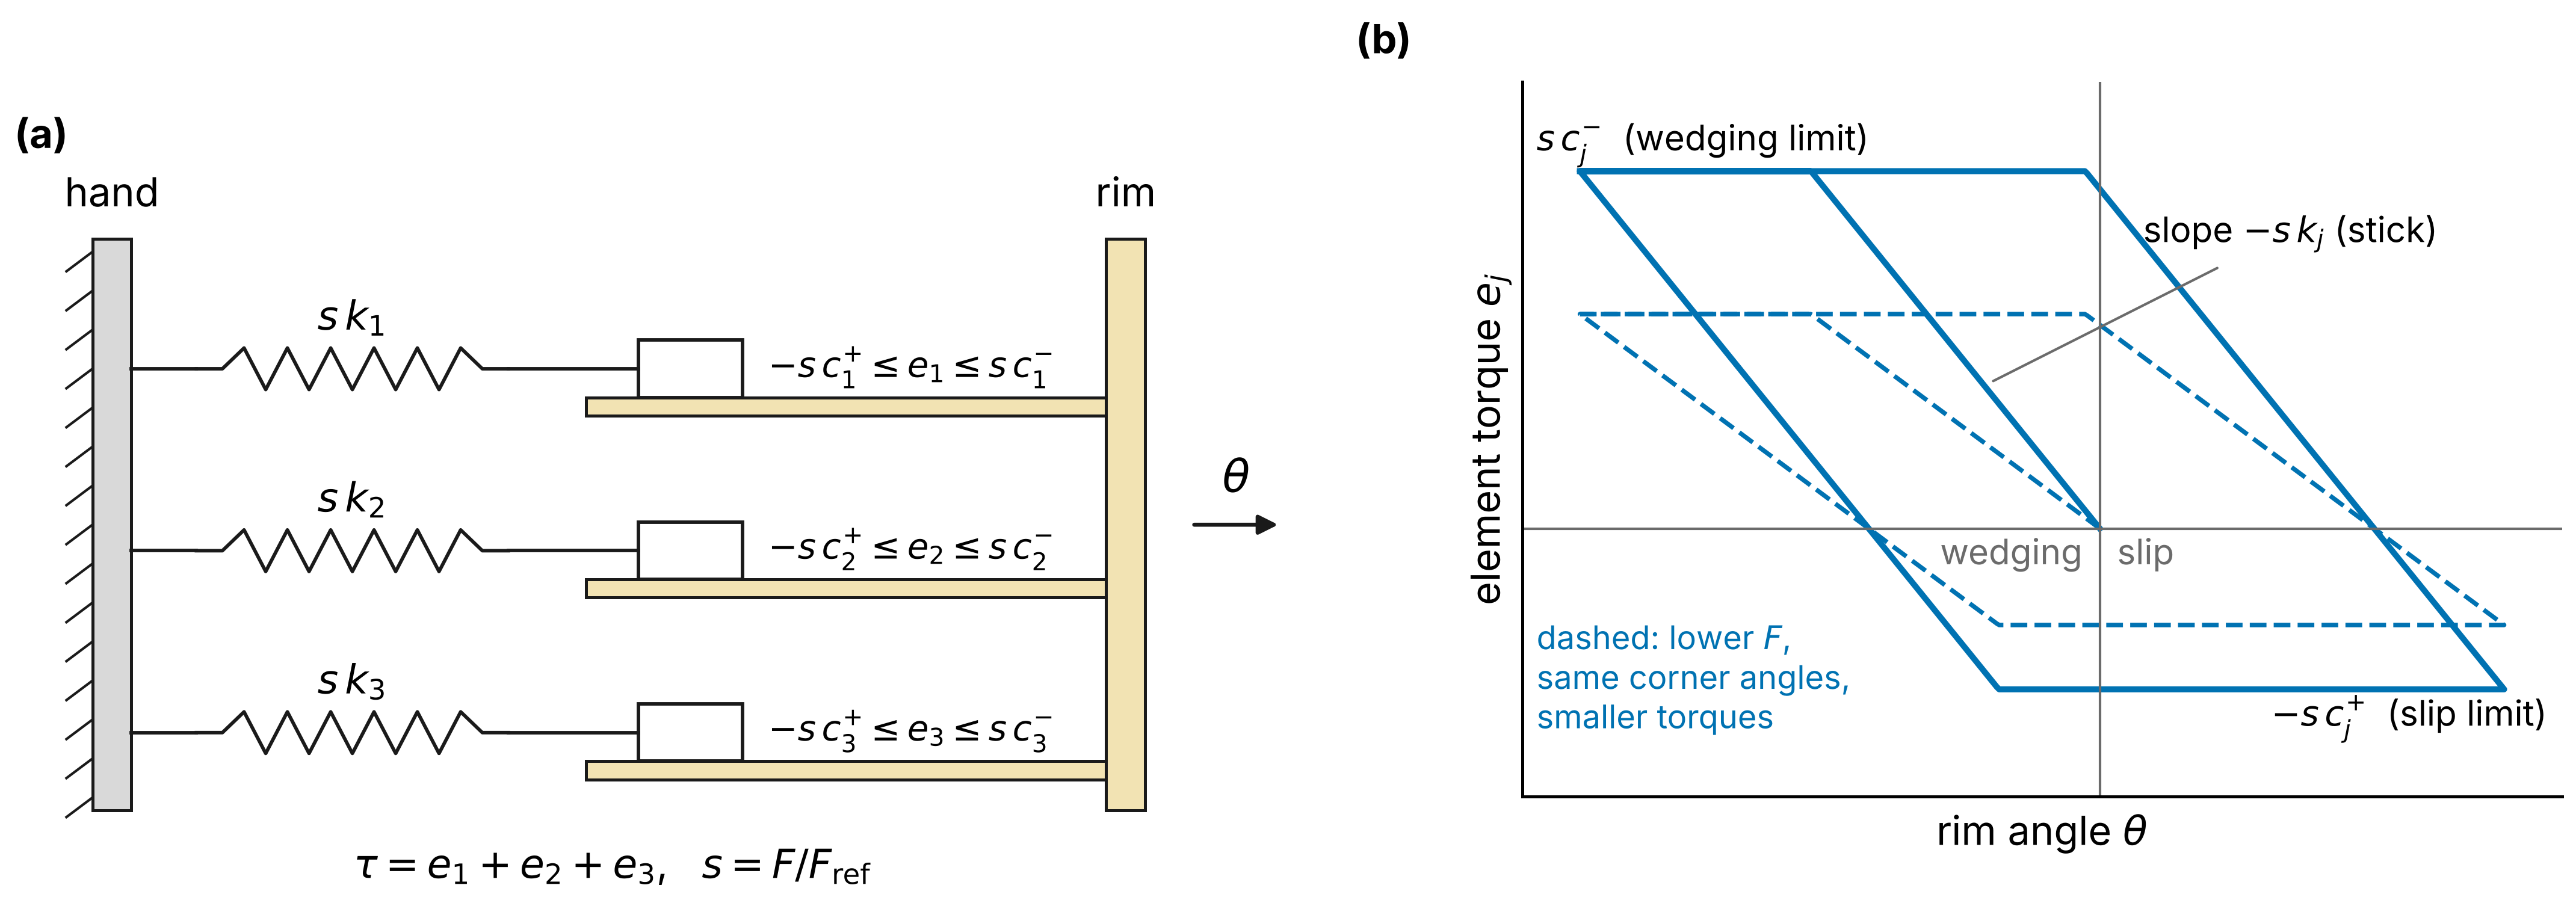 (a)
hand
rim
s k₁
−s c₁⁺ ≤ e₁ ≤ s c₁⁻
s k₂
−s c₂⁺ ≤ e₂ ≤ s c₂⁻
θ
s k₃
−s c₃⁺ ≤ e₃ ≤ s c₃⁻
τ = e₁ + e₂ + e₃, s = F/F_ref
(b)
s c_j⁻ (wedging limit)
slope −s k_j (stick)
element torque e_j
wedging
slip
dashed: lower F,
same corner angles,
smaller torques
−s c_j⁺ (slip limit)
rim angle θ